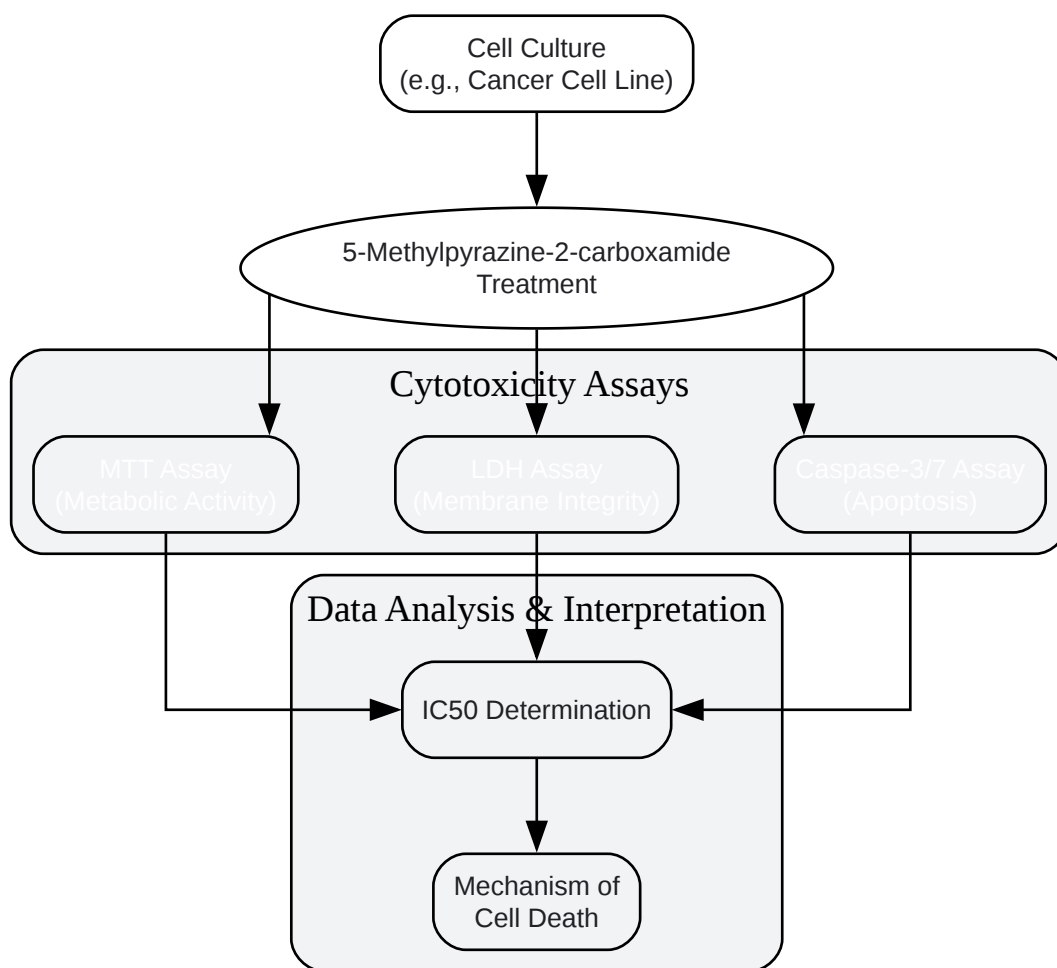 Cell Culture
(e.g., Cancer Cell Line)
5-Methylpyrazine-2-carboxamide
Treatment
Cytotoxicity Assays
MTT Assay
(Metabolic Activity)
LDH Assay
(Membrane Integrity)
Caspase-3/7 Assay
(Apoptosis)
Data Analysis & Interpretation
IC50 Determination
Mechanism of
Cell Death